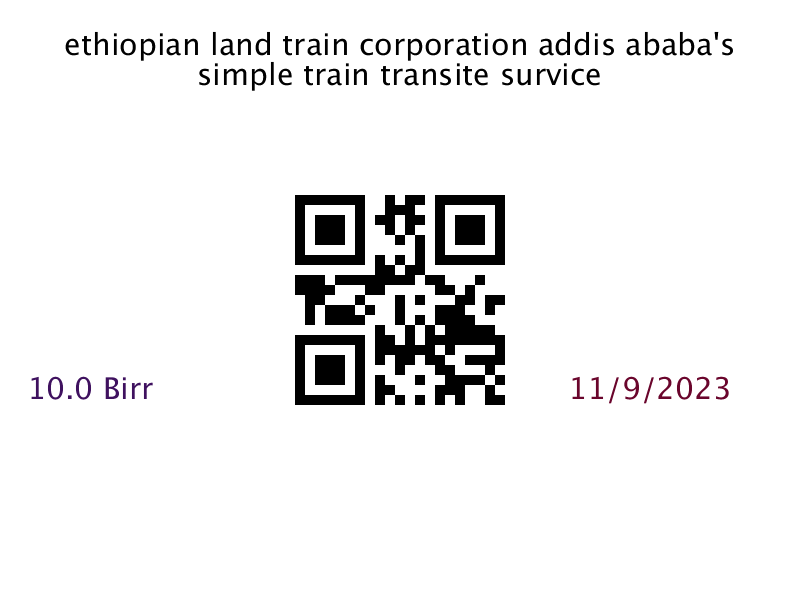 ethiopian land train corporation addis ababa's
simple train transite survice
10.0 Birr
11/9/2023